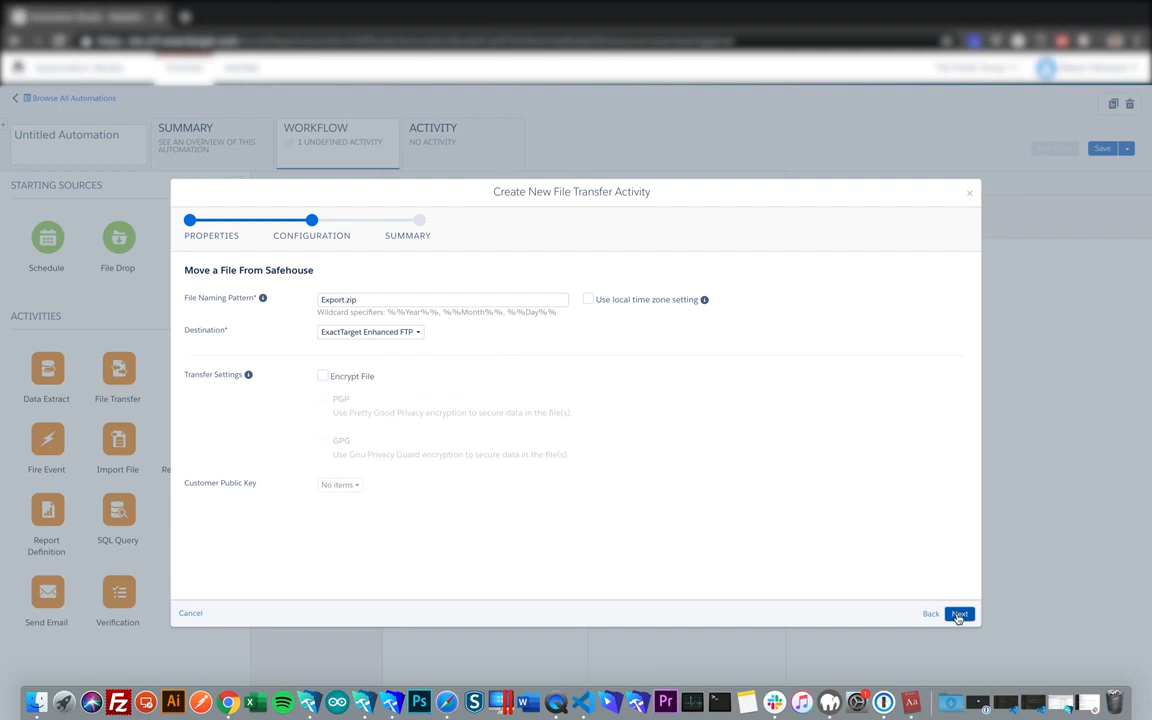 Browse All Automations
Untitled Automation
SUMMARY
SEE AN OVERVIEW OF THIS
AUTOMATION
WORKFLOW
1 UNDEFINED ACTIVITY
ACTIVITY
NO ACTIVITY
Run Once
Save
STARTING SOURCES
Schedule
File Drop
ACTIVITIES
Data Extract
File Transfer
Fire Event
Import File
Re
Report
Definition
SQL Query
Send Email
Verification
Create New File Transfer Activity
×
PROPERTIES
CONFIGURATION
SUMMARY
Move a File From Safehouse
File Naming Pattern*
Export.zip
Use local time zone setting
Wildcard specifiers: %%Year%%, %%Month%%, %%Day%%
Destination*
ExactTarget Enhanced FTP
Transfer Settings
Encrypt File
PGP
Use Pretty Good Privacy encryption to secure data in the file(s).
GPG
Use Gnu Privacy Guard encryption to secure data in the file(s).
Customer Public Key
No items
Cancel
Back
Next